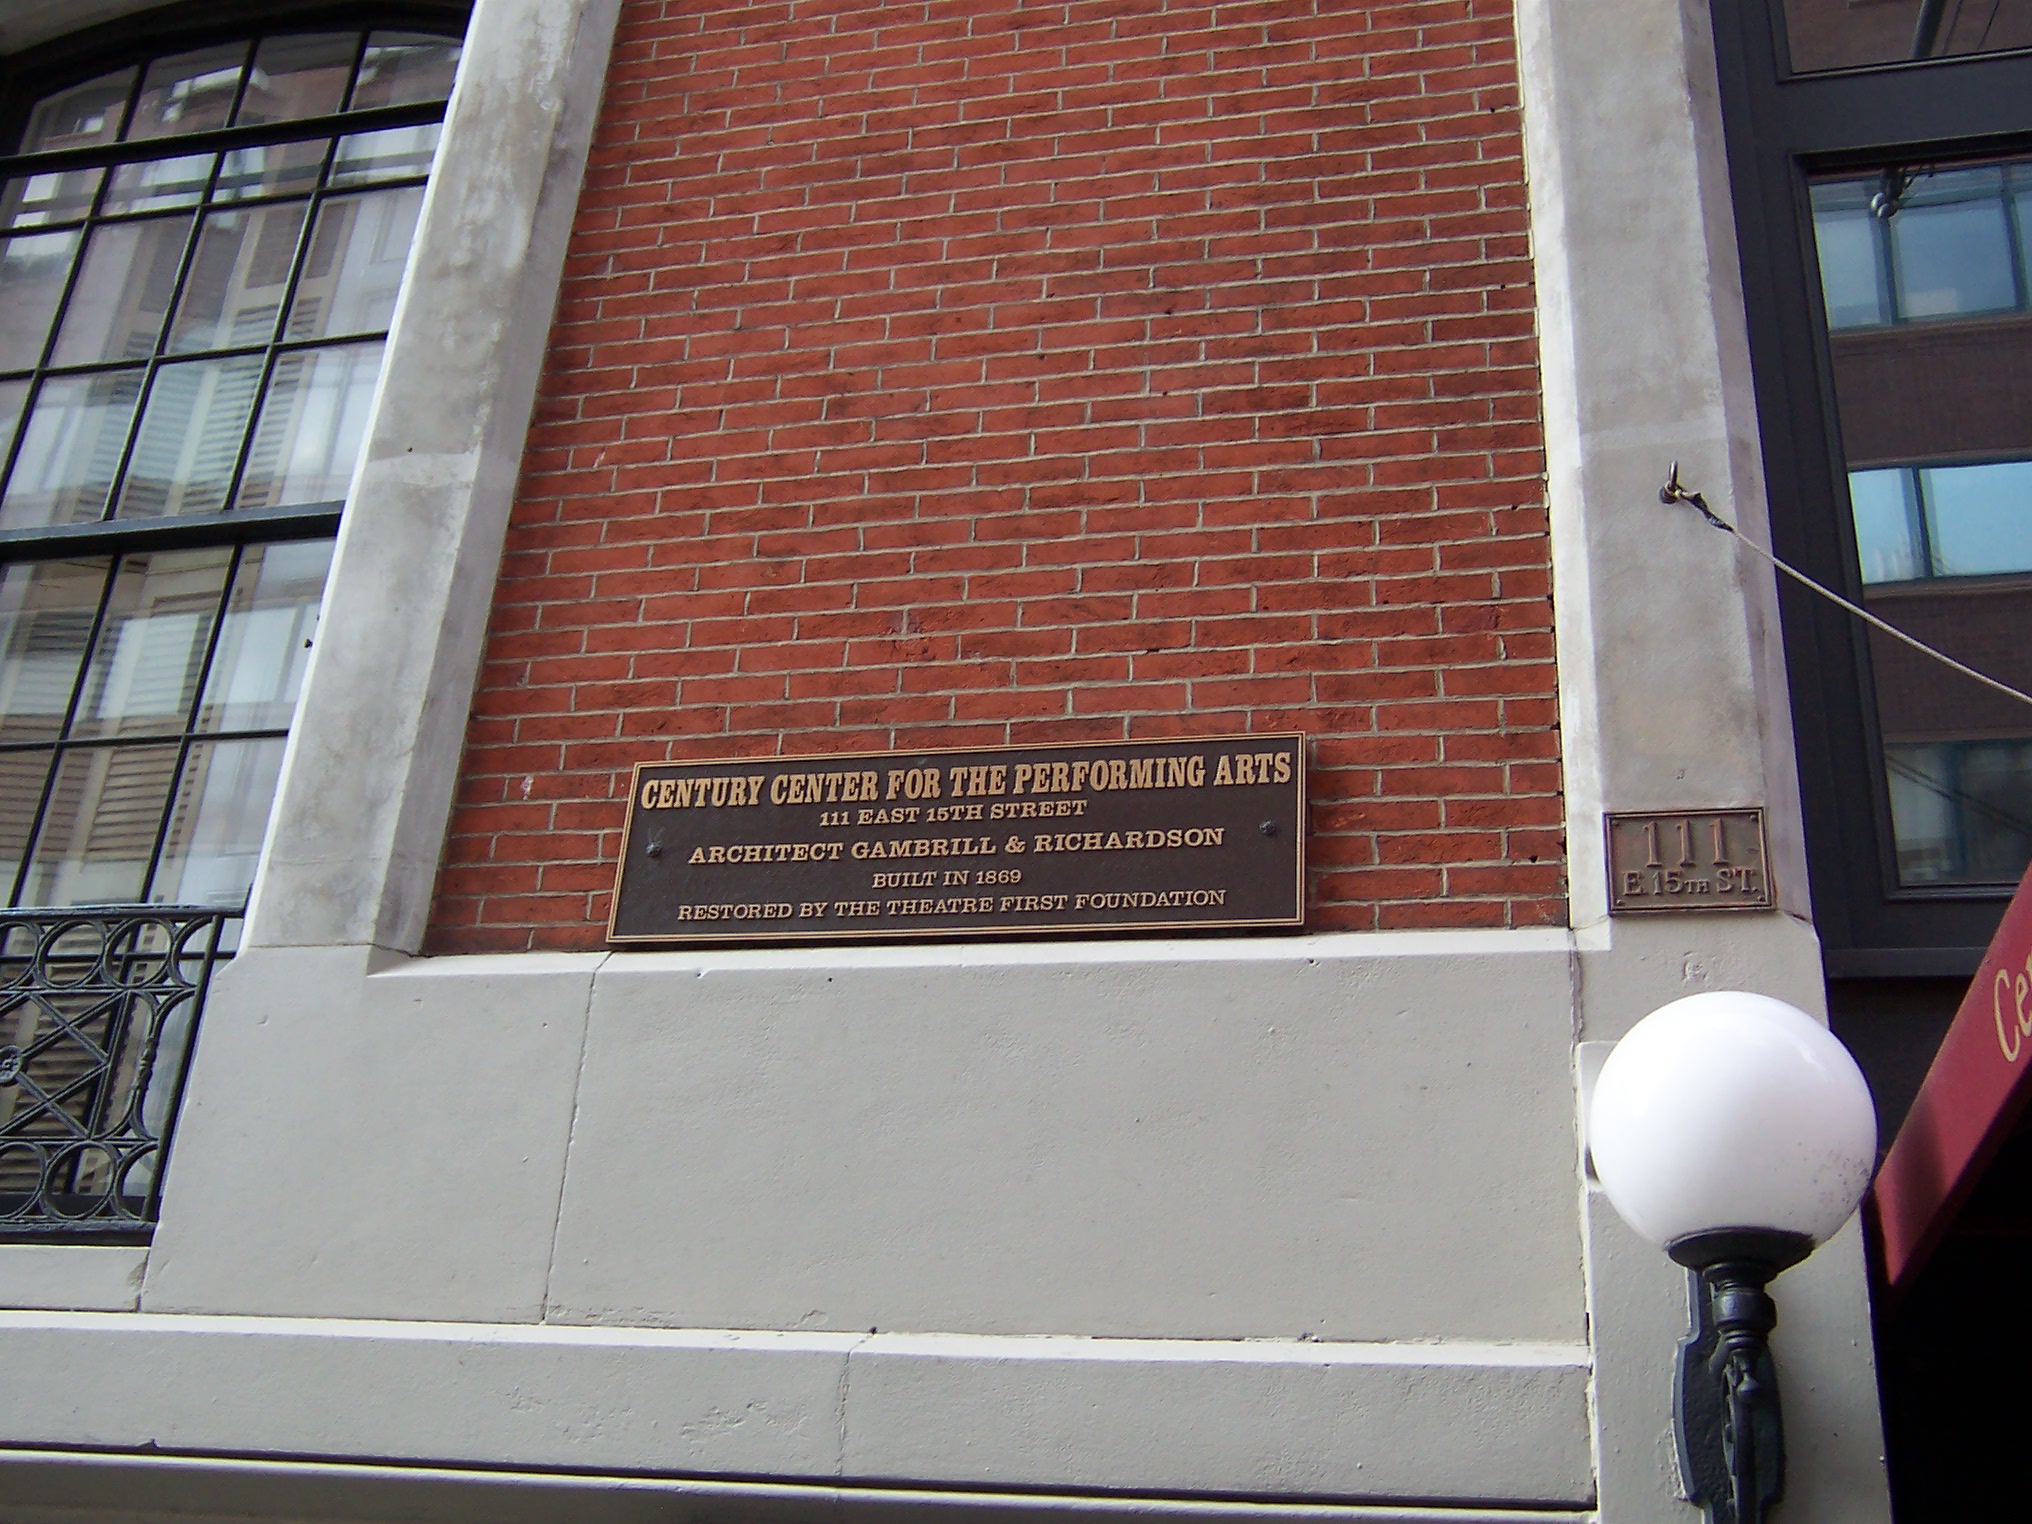 CENTURY CENTER FOR THE PERFORMING ARTS
111 EAST 15TH STREET
ARCHITECT GAMBRILL & RICHARDSON
BUILT IN 1869
RESTORED BY THE THEATRE FIRST FOUNDATION
111
E. 15TH ST.
Ce